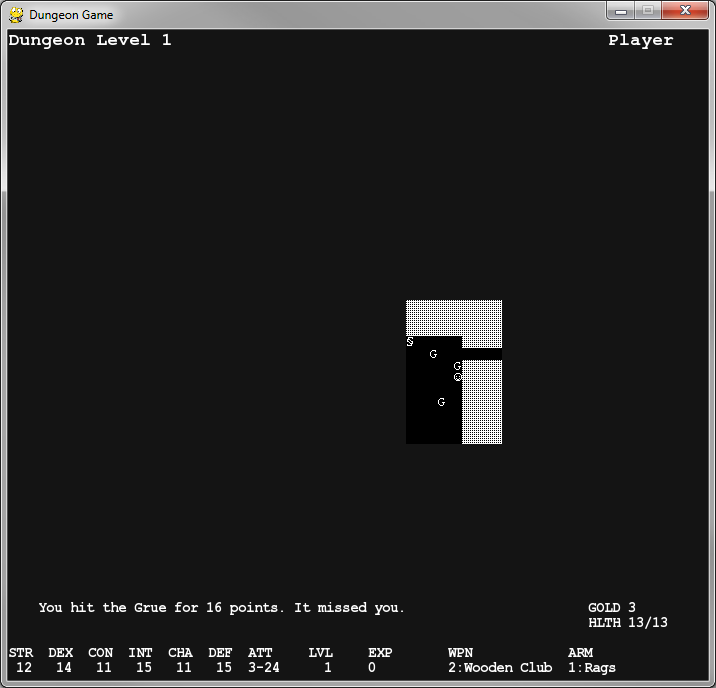 Dungeon Game
Dungeon Level 1 Player
§
G
G
☺
G
You hit the Grue for 16 points. It missed you. GOLD 3
HLTH 13/13
STR DEX CON INT CHA DEF ATT LVL EXP WPN ARM
12 14 11 15 11 15 3-24 1 0 2:Wooden Club 1:Rags